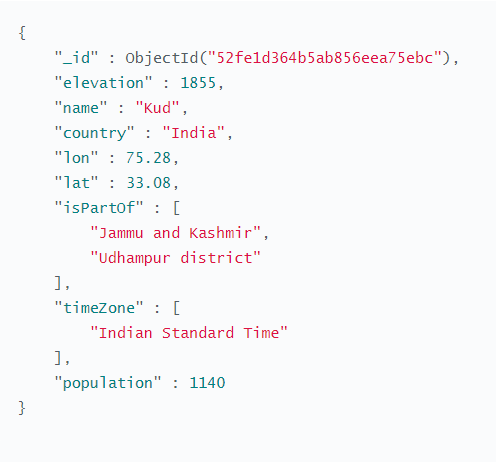 {
"_id" : ObjectId("52fe1d364b5ab856eea75ebc"),
"elevation" : 1855,
"name" : "Kud",
"country" : "India",
"lon" : 75.28,
"lat" : 33.08,
"isPartOf" : [
"Jammu and Kashmir",
"Udhampur district"
],
"timeZone" : [
"Indian Standard Time"
],
"population" : 1140
}